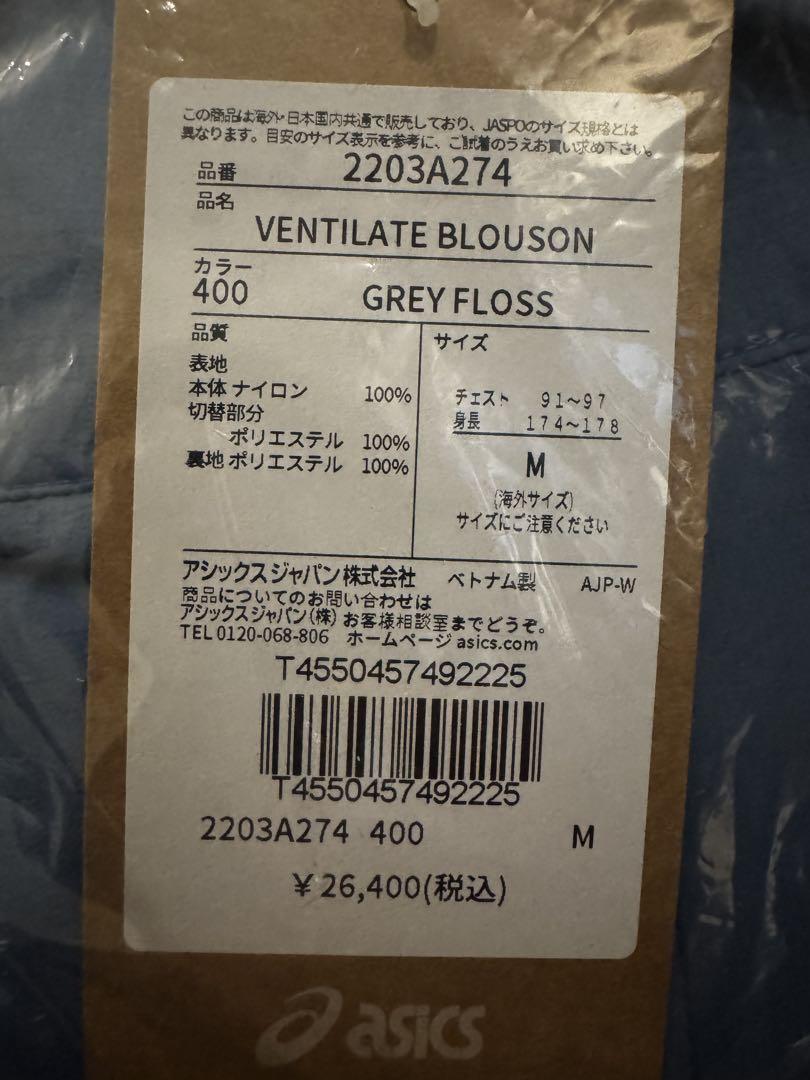 この商品は海外・日本国内共通で販売しており、JASPOのサイズ規格とは
異なります。目安のサイズ表示を参考に、ご試着のうえお買い求め下さい。
品番 2203A274
品名
VENTILATE BLOUSON
カラー
400 GREY FLOSS
品質
表地
本体 ナイロン 100%
切替部分
ポリエステル 100%
裏地 ポリエステル 100%
サイズ
チェスト 91~97
身長 174~178
M
(海外サイズ)
サイズにご注意ください
アシックスジャパン株式会社 ベトナム製 AJP-W
商品についてのお問い合わせは
アシックスジャパン(株)お客様相談室までどうぞ。
TEL 0120-068-806 ホームページ asics.com
T4550457492225
T4550457492225
2203A274 400 M
¥26,400(税込)
asics